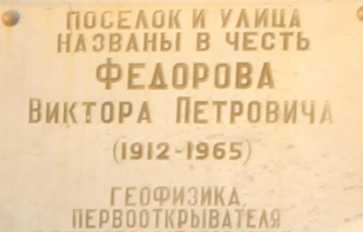 ПОСЕЛОК И УЛИЦА
НАЗВАНЫ В ЧЕСТЬ
ФЕДОРОВА
ВИКТОРА ПЕТРОВИЧА
(1912-1965)
ГЕОФИЗИКА,
ПЕРВООТКРЫВАТЕЛЯ